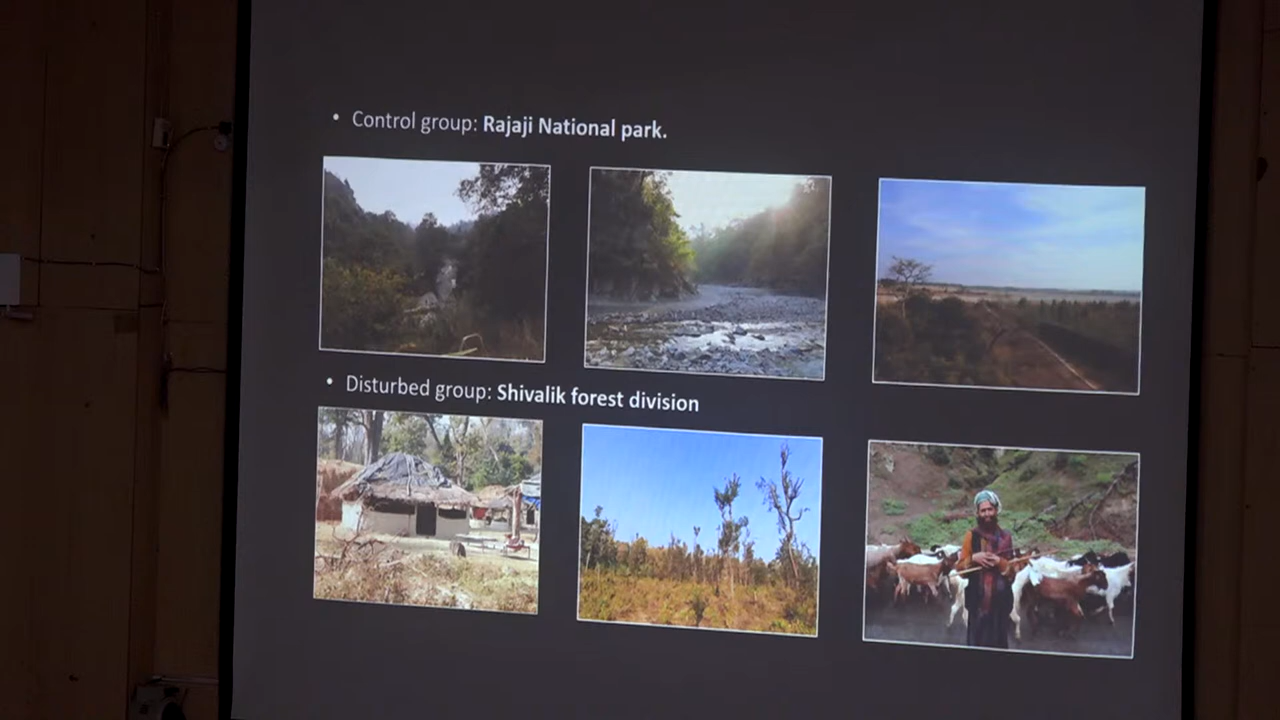 • Control group: Rajaji National park.
• Disturbed group: Shivalik forest division